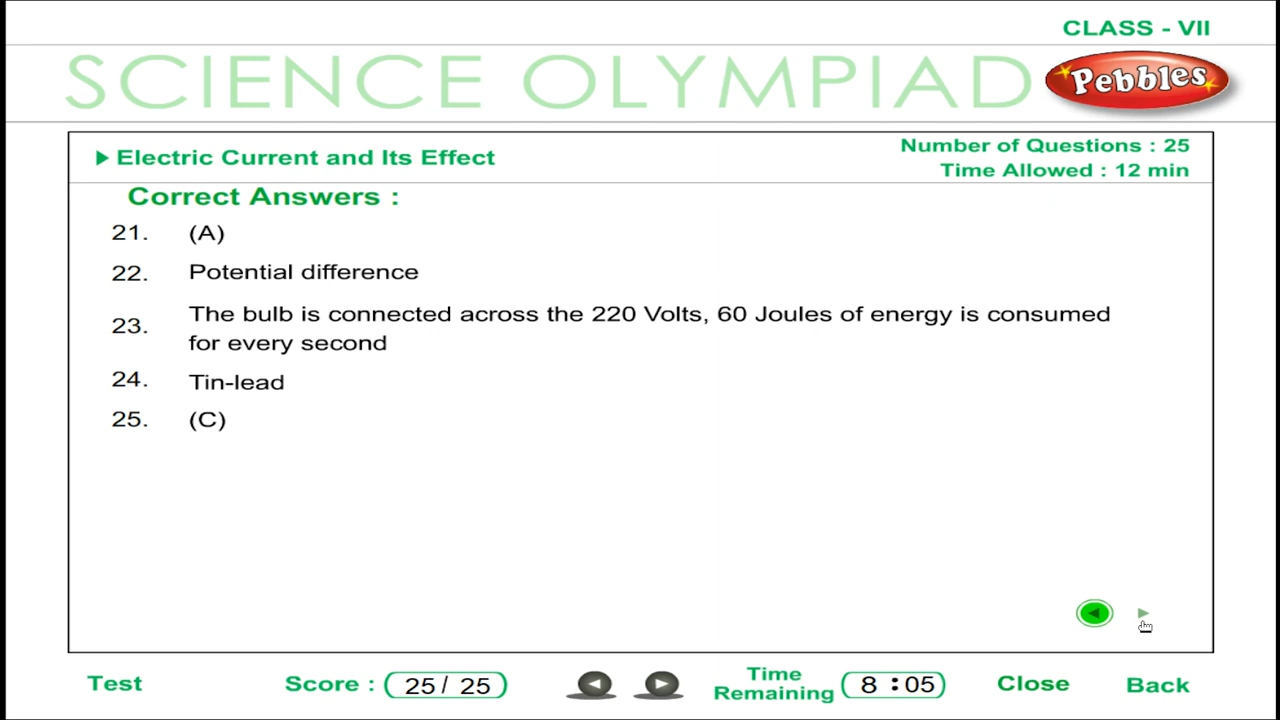 CLASS - VII
SCIENCE OLYMPIAD
Pebbles
Electric Current and Its Effect
Number of Questions : 25
Time Allowed : 12 min
Correct Answers :
21. (A)
22. Potential difference
23. The bulb is connected across the 220 Volts, 60 Joules of energy is consumed
for every second
24. Tin-lead
25. (C)
Test Score : 25 / 25 Time Remaining 8 : 05 Close Back